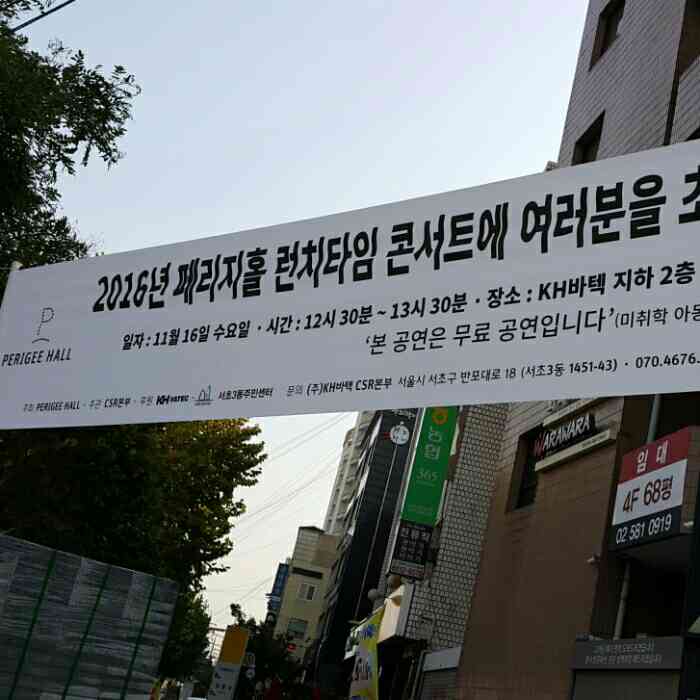 2016년 페리지홀 런치타임 콘서트에 여러분을 초
일자 : 11월 16일 수요일 · 시간 : 12시 30분 ~ 13시 30분 · 장소 : KH바텍 지하 2층
'본 공연은 무료 공연입니다' (미취학 아동
PERIGEE HALL
주최 PERIGEE HALL · 주관 CSR본부 · 후원 KHVATEC · 서초3동주민센터 문의 (주)KH바텍 CSR본부 서울시 서초구 반포대로 18 (서초3동 1451-43) · 070.4676.
농협
365
WARAWARA
임대
4F 68평
02 581 0919